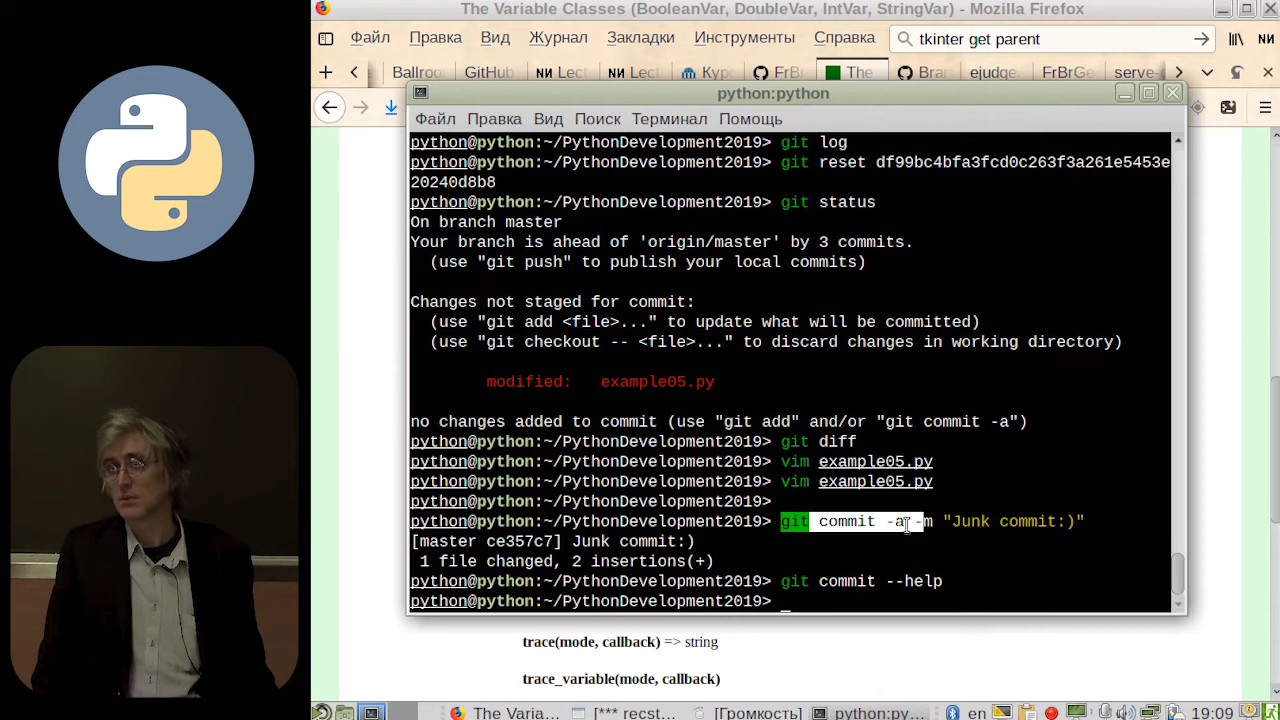 The Variable Classes (BooleanVar, DoubleVar, IntVar, StringVar) - Mozilla Firefox
Файл Правка Вид Журнал Закладки Инструменты Справка
tkinter get parent
Ballroo GitHub Lect Lect Кур FrBr The Bra ejudge. FrBrGe serve-
python:python
Файл Правка Вид Поиск Терминал Помощь
python@python:~/PythonDevelopment2019> git log
python@python:~/PythonDevelopment2019> git reset df99bc4bfa3fcd0c263f3a261e5453e
20240d8b8
python@python:~/PythonDevelopment2019> git status
On branch master
Your branch is ahead of 'origin/master' by 3 commits.
(use "git push" to publish your local commits)
Changes not staged for commit:
(use "git add <file>..." to update what will be committed)
(use "git checkout -- <file>..." to discard changes in working directory)
modified: example05.py
no changes added to commit (use "git add" and/or "git commit -a")
python@python:~/PythonDevelopment2019> git diff
python@python:~/PythonDevelopment2019> vim example05.py
python@python:~/PythonDevelopment2019> vim example05.py
python@python:~/PythonDevelopment2019>
python@python:~/PythonDevelopment2019> git commit -a -m "Junk commit:)"
[master ce357c7] Junk commit:)
1 file changed, 2 insertions(+)
python@python:~/PythonDevelopment2019> git commit --help
python@python:~/PythonDevelopment2019>
trace(mode, callback) => string
trace_variable(mode, callback)
The Varia... [*** recst... [Громкость] python:py... en 19:09